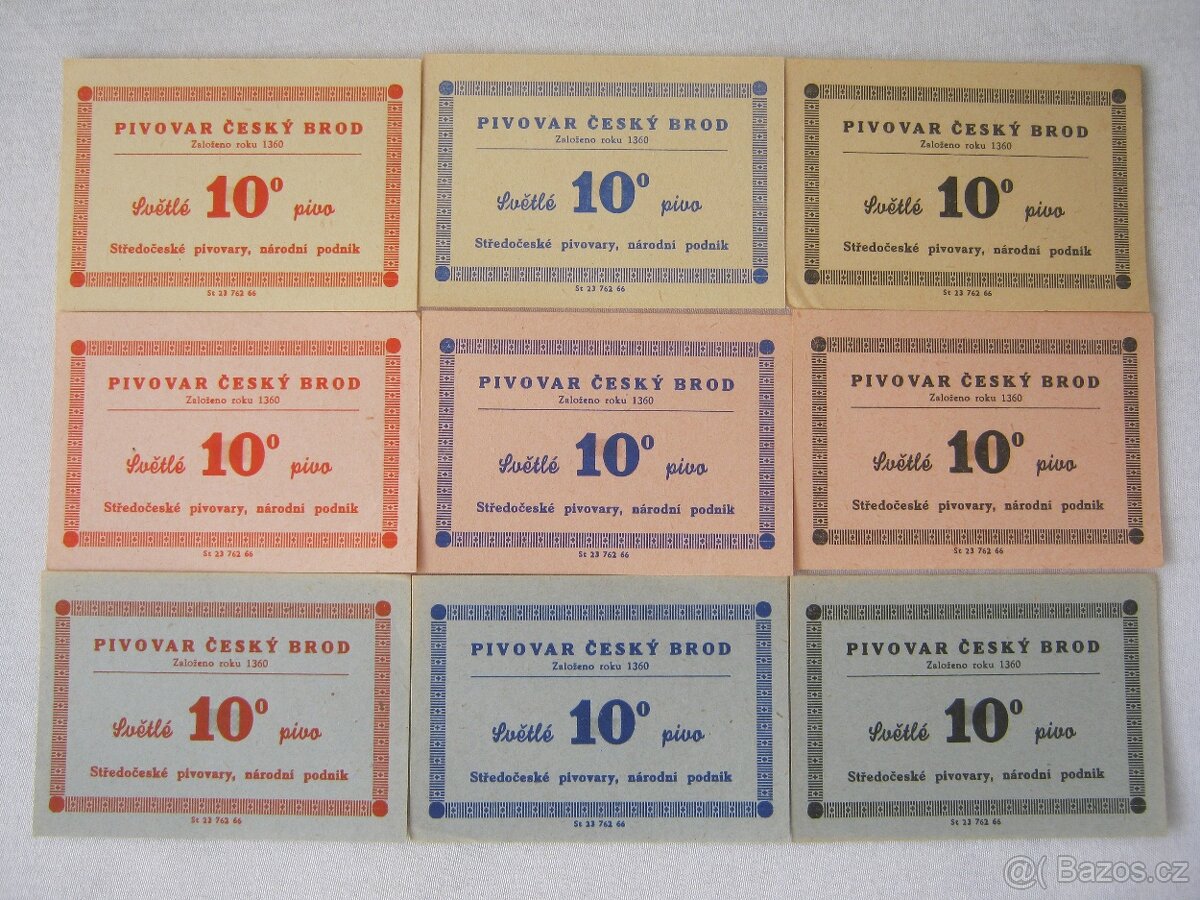 PIVOVAR ČESKÝ BROD
Založeno roku 1360
Světlé 10° pivo
Středočeské pivovary, národní podnik
St 23 762 66
PIVOVAR ČESKÝ BROD
Založeno roku 1360
Světlé 10° pivo
Středočeské pivovary, národní podnik
St 23 762 66
PIVOVAR ČESKÝ BROD
Založeno roku 1360
Světlé 10° pivo
Středočeské pivovary, národní podnik
St 23 762 66
PIVOVAR ČESKÝ BROD
Založeno roku 1360
Světlé 10° pivo
Středočeské pivovary, národní podnik
St 23 762 66
PIVOVAR ČESKÝ BROD
Založeno roku 1360
Světlé 10° pivo
Středočeské pivovary, národní podnik
St 23 762 66
PIVOVAR ČESKÝ BROD
Založeno roku 1360
Světlé 10° pivo
Středočeské pivovary, národní podnik
St 23 762 66
PIVOVAR ČESKÝ BROD
Založeno roku 1360
Světlé 10° pivo
Středočeské pivovary, národní podnik
St 23 762 66
PIVOVAR ČESKÝ BROD
Založeno roku 1360
Světlé 10° pivo
Středočeské pivovary, národní podnik
St 23 762 66
PIVOVAR ČESKÝ BROD
Založeno roku 1360
Světlé 10° pivo
Středočeské pivovary, národní podnik
St 23 762 66
Bazos.cz